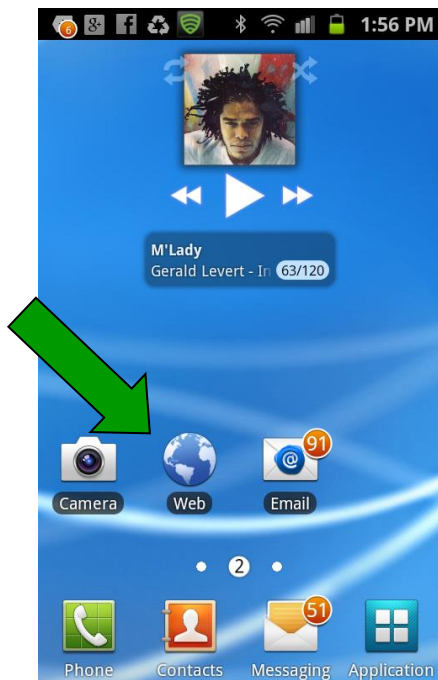 6 8+ f 1:56 PM
M'Lady
Gerald Levert - In 63/120
91
@
Camera Web Email
2
51
Phone Contacts Messaging Application